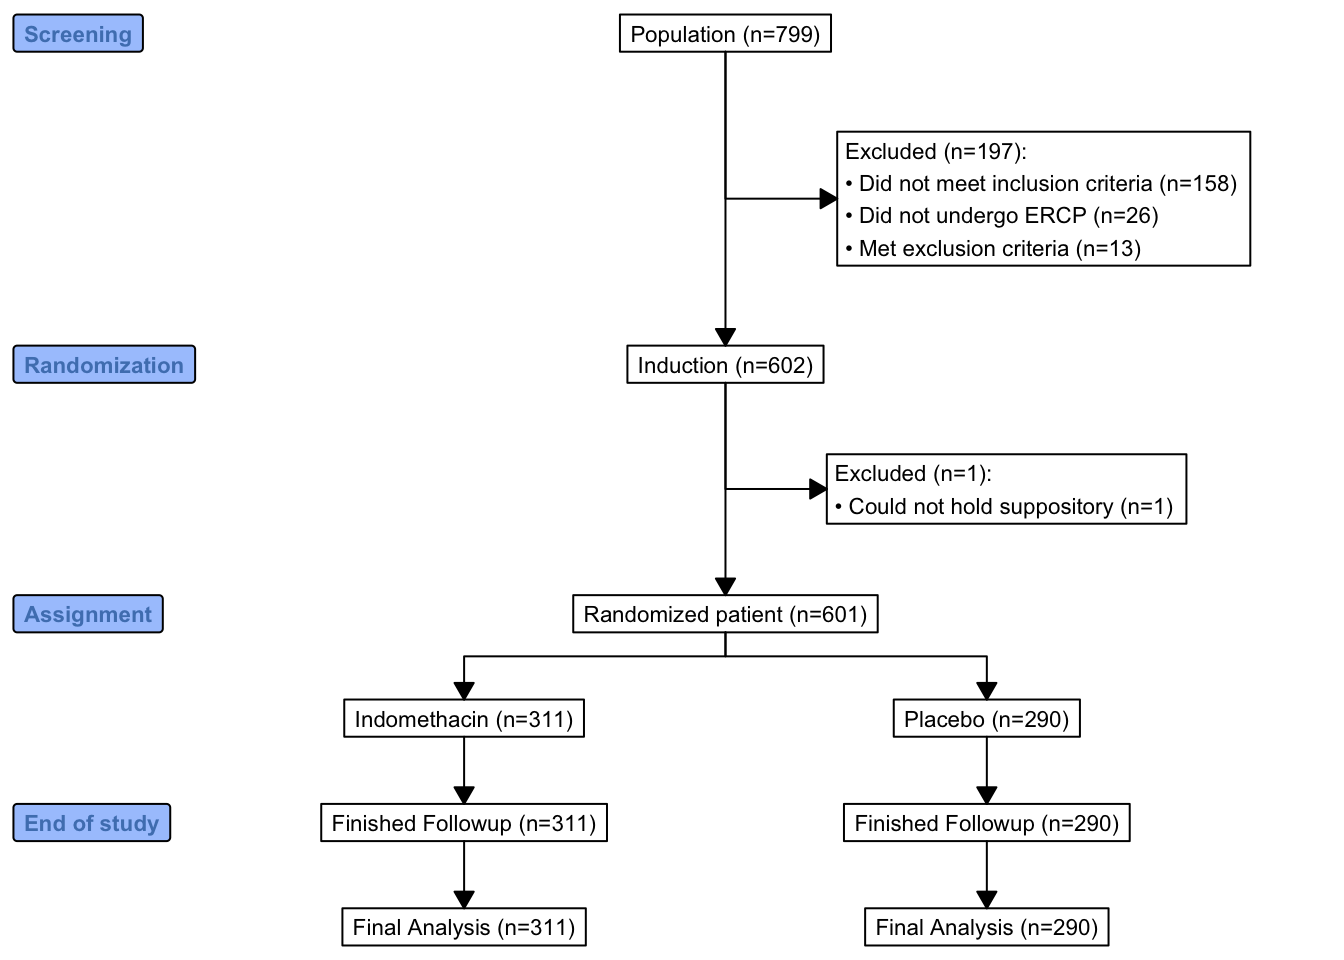 Screening
Population (n=799)
Excluded (n=197):
• Did not meet inclusion criteria (n=158)
• Did not undergo ERCP (n=26)
• Met exclusion criteria (n=13)
Randomization
Induction (n=602)
Excluded (n=1):
• Could not hold suppository (n=1)
Assignment
Randomized patient (n=601)
Indomethacin (n=311)
Placebo (n=290)
End of study
Finished Followup (n=311)
Finished Followup (n=290)
Final Analysis (n=311)
Final Analysis (n=290)